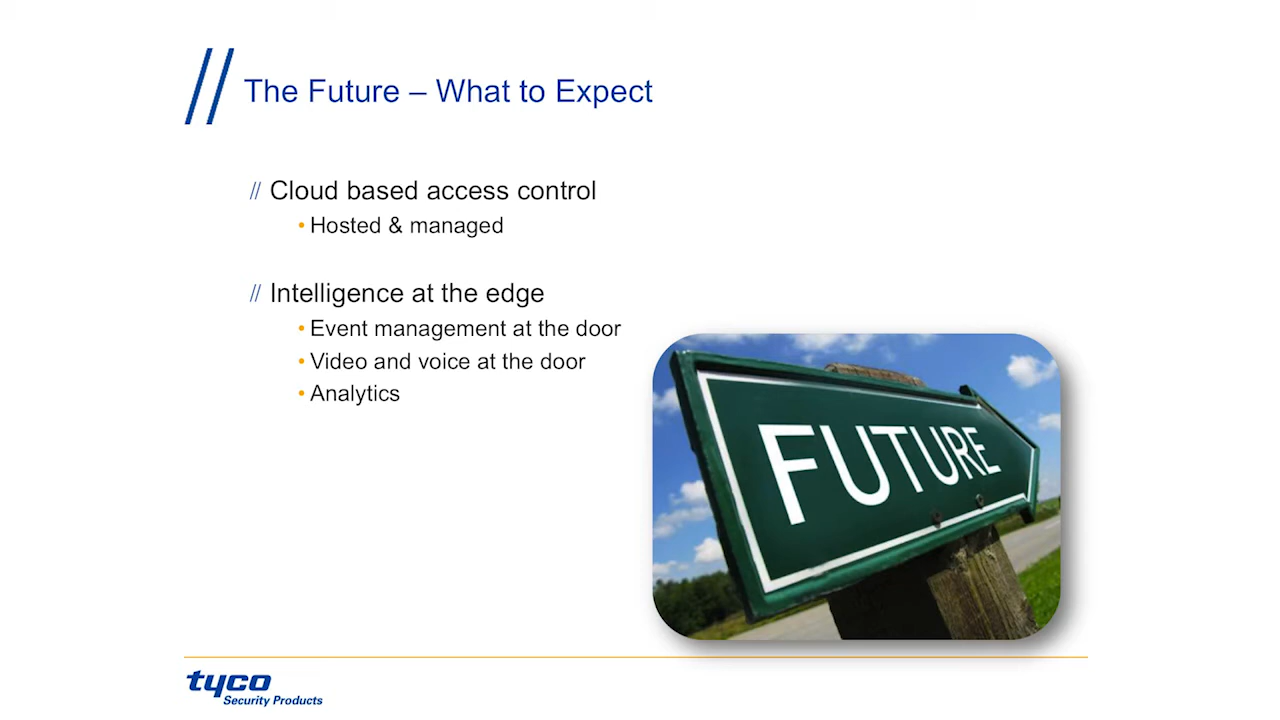 The Future – What to Expect
// Cloud based access control
• Hosted & managed
// Intelligence at the edge
• Event management at the door
• Video and voice at the door
• Analytics
FUTURE
tyco
Security Products